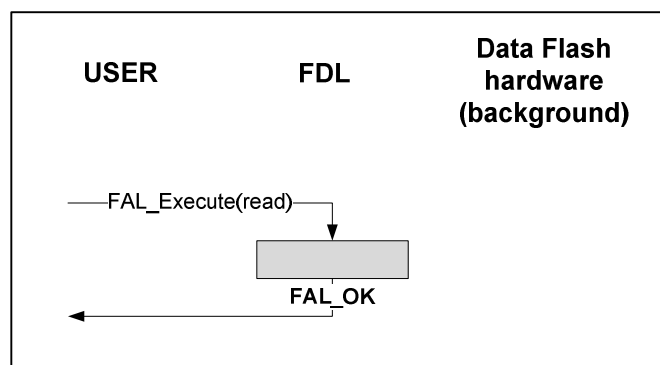 USER
FDL
Data Flash
hardware
(background)
FAL_Execute(read)
FAL_OK